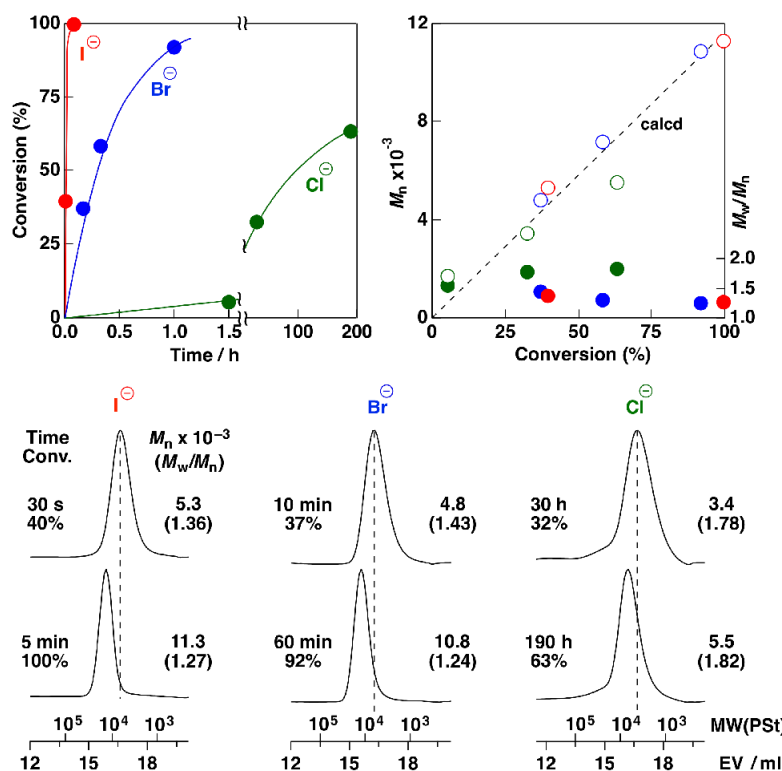 100
75
50
25
0
Conversion (%)
I ⊖
Br ⊖
Cl ⊖
0.0 0.5 1.0 1.5 100 200
Time / h
12
8
4
0
Mn x10-3
calcd
2.0
1.5
1.0
Mw/Mn
0 25 50 75 100
Conversion (%)
I ⊖
Br ⊖
Cl ⊖
Time
Conv.
Mn x 10–3
(Mw/Mn)
30 s
40%
5.3
(1.36)
10 min
37%
4.8
(1.43)
30 h
32%
3.4
(1.78)
5 min
100%
11.3
(1.27)
60 min
92%
10.8
(1.24)
190 h
63%
5.5
(1.82)
105 104 103 105 104 103 105 104 103 MW(PSt)
12 15 18 12 15 18 12 15 18 EV / ml